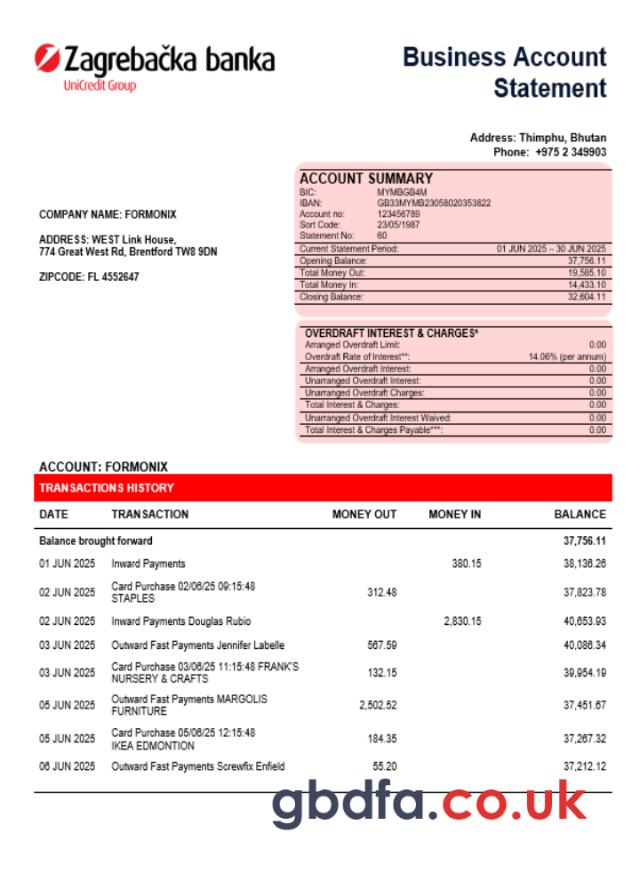 Zagrebačka banka
UniCredit Group
Business Account
Statement
Address: Thimphu, Bhutan
Phone: +975 2 349903
COMPANY NAME: FORMONIX
ADDRESS: WEST Link House,
774 Great West Rd, Brentford TW8 9DN
ZIPCODE: FL 4552647
ACCOUNT SUMMARY
BIC: MYMBGB4M
IBAN: GB33MYMB23058020353822
Account no: 123456789
Sort Code: 23/05/1987
Statement No: 60
Current Statement Period: 01 JUN 2025 – 30 JUN 2025
Opening Balance: 37,756.11
Total Money Out: 19,585.10
Total Money In: 14,433.10
Closing Balance: 32,604.11
OVERDRAFT INTEREST & CHARGES*
Arranged Overdraft Limit: 0.00
Overdraft Rate of Interest**: 14.06% (per annum)
Arranged Overdraft Interest: 0.00
Unarranged Overdraft Interest: 0.00
Unarranged Overdraft Charges: 0.00
Total Interest & Charges: 0.00
Unarranged Overdraft Interest Waived: 0.00
Total Interest & Charges Payable***: 0.00
ACCOUNT: FORMONIX
TRANSACTIONS HISTORY
DATE TRANSACTION MONEY OUT MONEY IN BALANCE
Balance brought forward 37,756.11
01 JUN 2025 Inward Payments 380.15 38,136.26
02 JUN 2025 Card Purchase 02/06/25 09:15:48 312.48 37,823.78
STAPLES
02 JUN 2025 Inward Payments Douglas Rubio 2,830.15 40,653.93
03 JUN 2025 Outward Fast Payments Jennifer Labelle 567.59 40,086.34
03 JUN 2025 Card Purchase 03/06/25 11:15:48 FRANK'S 132.15 39,954.19
NURSERY & CRAFTS
05 JUN 2025 Outward Fast Payments MARGOLIS 2,502.52 37,451.67
FURNITURE
05 JUN 2025 Card Purchase 05/06/25 12:15:48 184.35 37,267.32
IKEA EDMONTION
06 JUN 2025 Outward Fast Payments Screwfix Enfield 55.20 37,212.12
gbdfa.co.uk